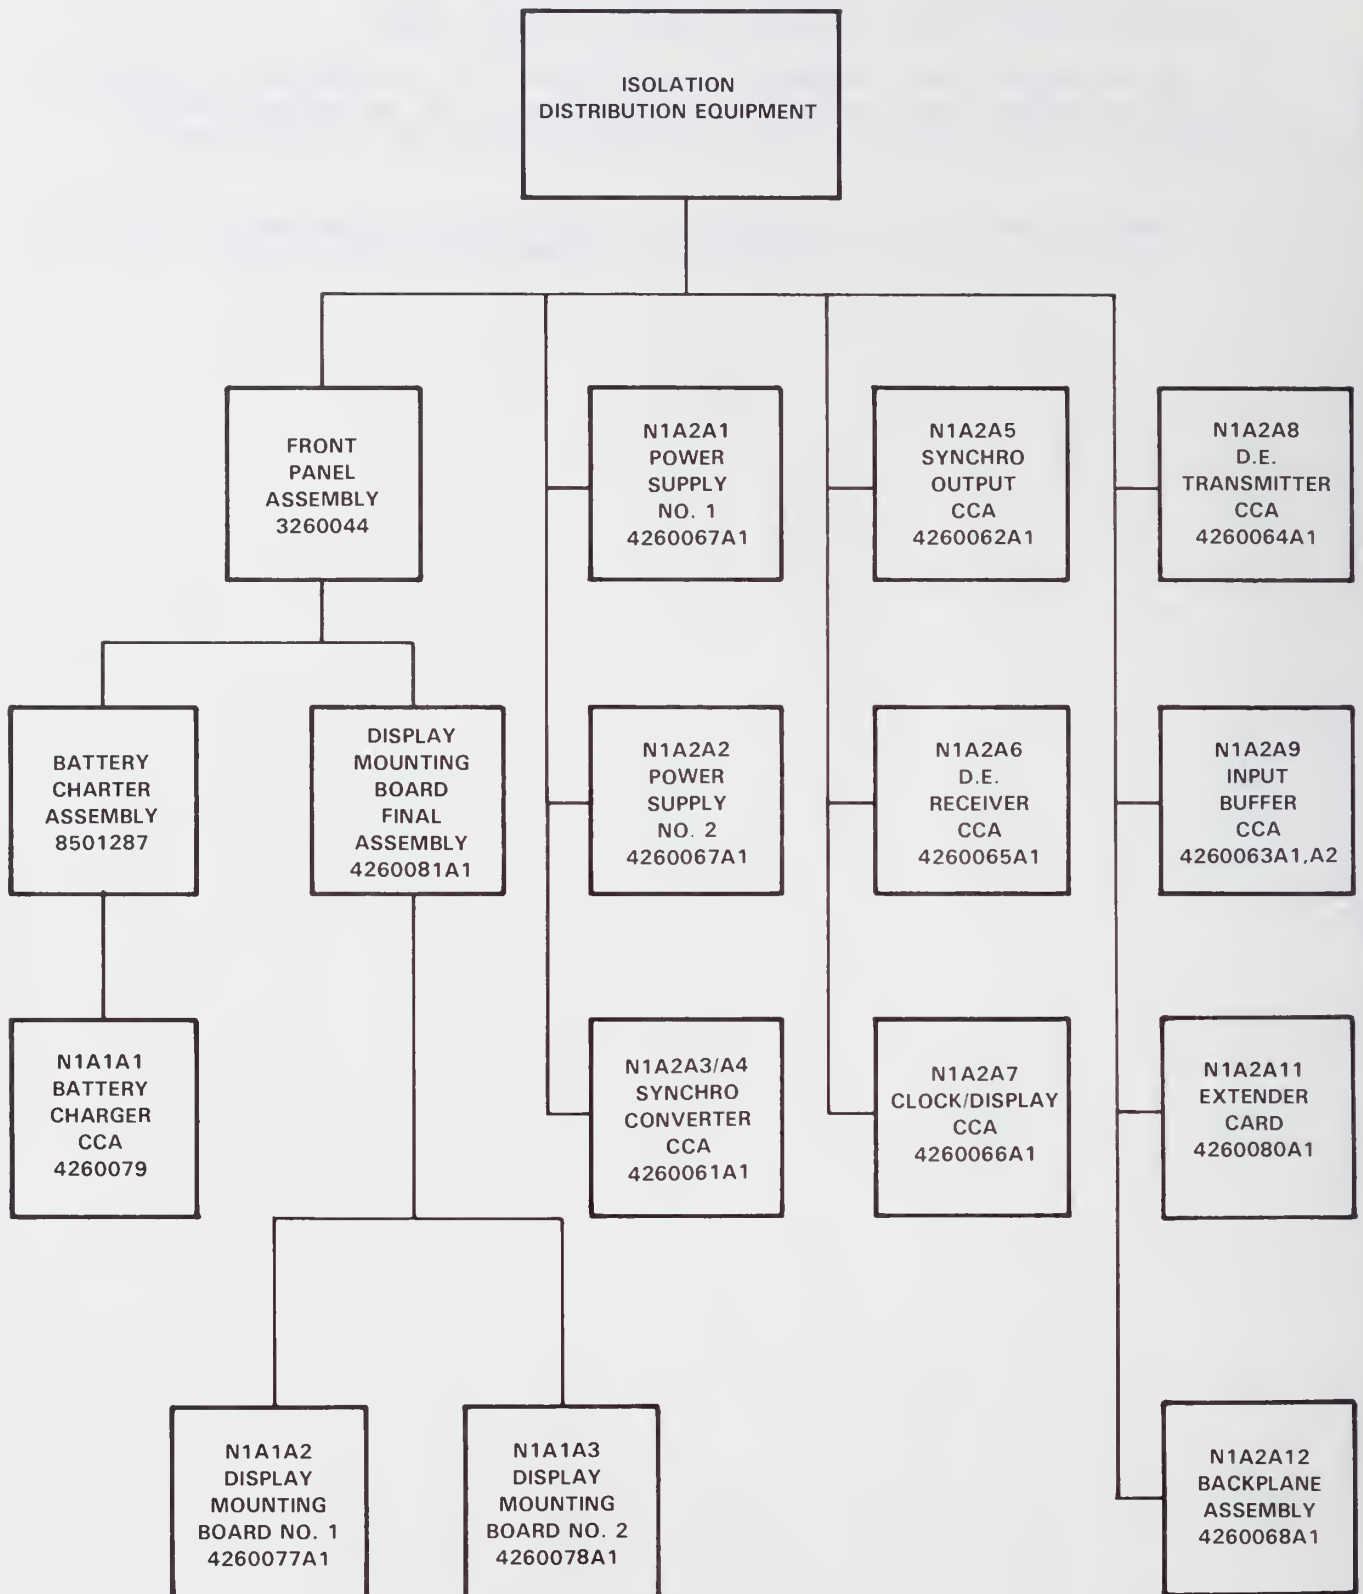 ISOLATION
DISTRIBUTION EQUIPMENT
FRONT
PANEL
ASSEMBLY
3260044
N1A2A1
POWER
SUPPLY
NO. 1
4260067A1
N1A2A5
SYNCHRO
OUTPUT
CCA
4260062A1
N1A2A8
D.E.
TRANSMITTER
CCA
4260064A1
BATTERY
CHARTER
ASSEMBLY
8501287
DISPLAY
MOUNTING
BOARD
FINAL
ASSEMBLY
4260081A1
N1A2A2
POWER
SUPPLY
NO. 2
4260067A1
N1A2A6
D.E.
RECEIVER
CCA
4260065A1
N1A2A9
INPUT
BUFFER
CCA
4260063A1,A2
N1A1A1
BATTERY
CHARGER
CCA
4260079
N1A2A3/A4
SYNCHRO
CONVERTER
CCA
4260061A1
N1A2A7
CLOCK/DISPLAY
CCA
4260066A1
N1A2A11
EXTENDER
CARD
4260080A1
N1A1A2
DISPLAY
MOUNTING
BOARD NO. 1
4260077A1
N1A1A3
DISPLAY
MOUNTING
BOARD NO. 2
4260078A1
N1A2A12
BACKPLANE
ASSEMBLY
4260068A1